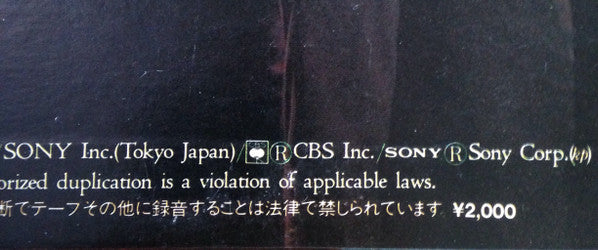 SONY Inc.(Tokyo Japan)/ ® CBS Inc./SONY ® Sony Corp.(kp)
orized duplication is a violation of applicable laws.
断てテープその他に録音することは法律で禁じられています ¥2,000